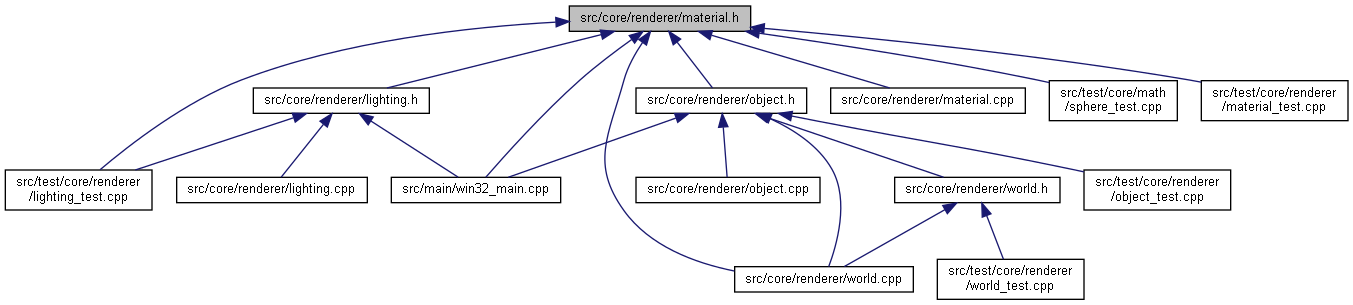 src/core/renderer/material.h
src/core/renderer/lighting.h
src/core/renderer/object.h
src/core/renderer/material.cpp
src/test/core/math
/sphere_test.cpp
src/test/core/renderer
/material_test.cpp
src/test/core/renderer
/lighting_test.cpp
src/core/renderer/lighting.cpp
src/main/win32_main.cpp
src/core/renderer/object.cpp
src/core/renderer/world.h
src/test/core/renderer
/object_test.cpp
src/core/renderer/world.cpp
src/test/core/renderer
/world_test.cpp